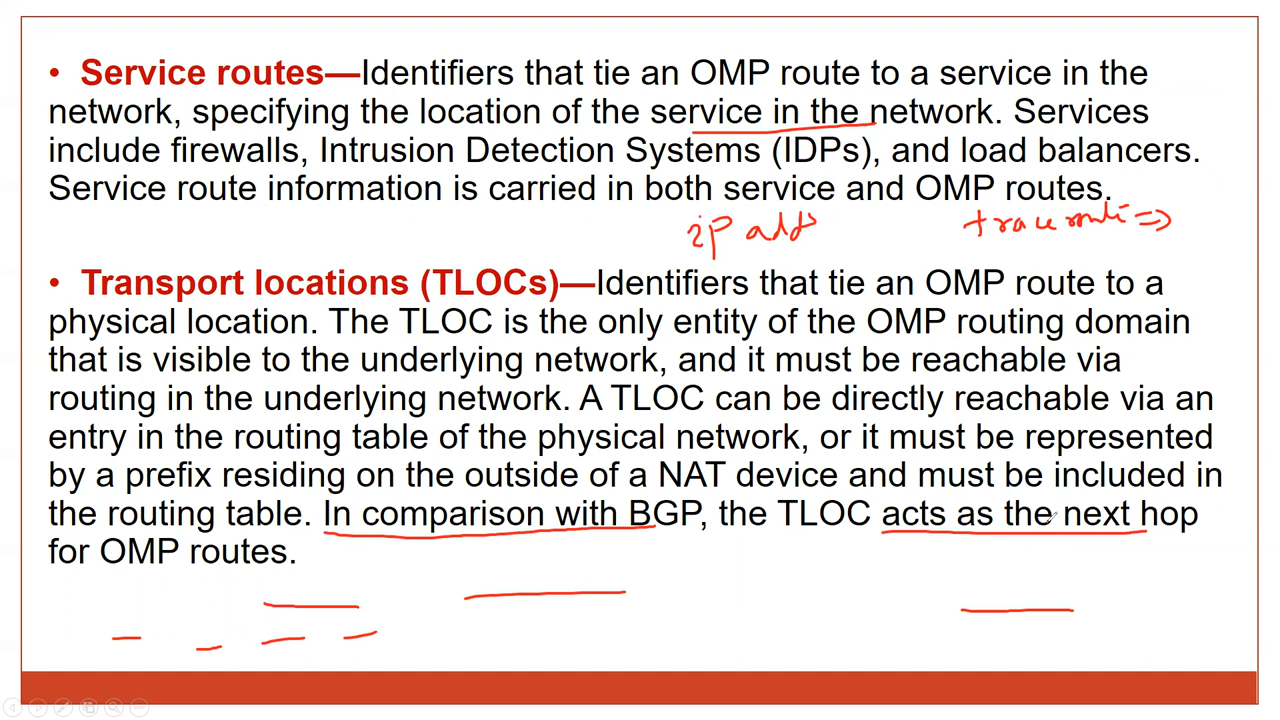 • Service routes—Identifiers that tie an OMP route to a service in the
network, specifying the location of the service in the network. Services
include firewalls, Intrusion Detection Systems (IDPs), and load balancers.
Service route information is carried in both service and OMP routes.
iP adds traceroute =>
• Transport locations (TLOCs)—Identifiers that tie an OMP route to a
physical location. The TLOC is the only entity of the OMP routing domain
that is visible to the underlying network, and it must be reachable via
routing in the underlying network. A TLOC can be directly reachable via an
entry in the routing table of the physical network, or it must be represented
by a prefix residing on the outside of a NAT device and must be included in
the routing table. In comparison with BGP, the TLOC acts as the next hop
for OMP routes.